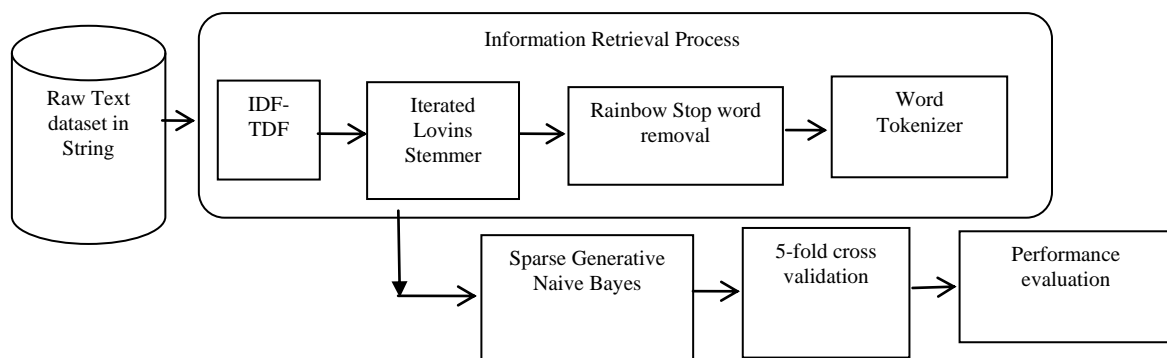 Information Retrieval Process
Raw Text
dataset in
String
IDF-
TDF
Iterated
Lovins
Stemmer
Rainbow Stop word
removal
Word
Tokenizer
Sparse Generative
Naive Bayes
5-fold cross
validation
Performance
evaluation